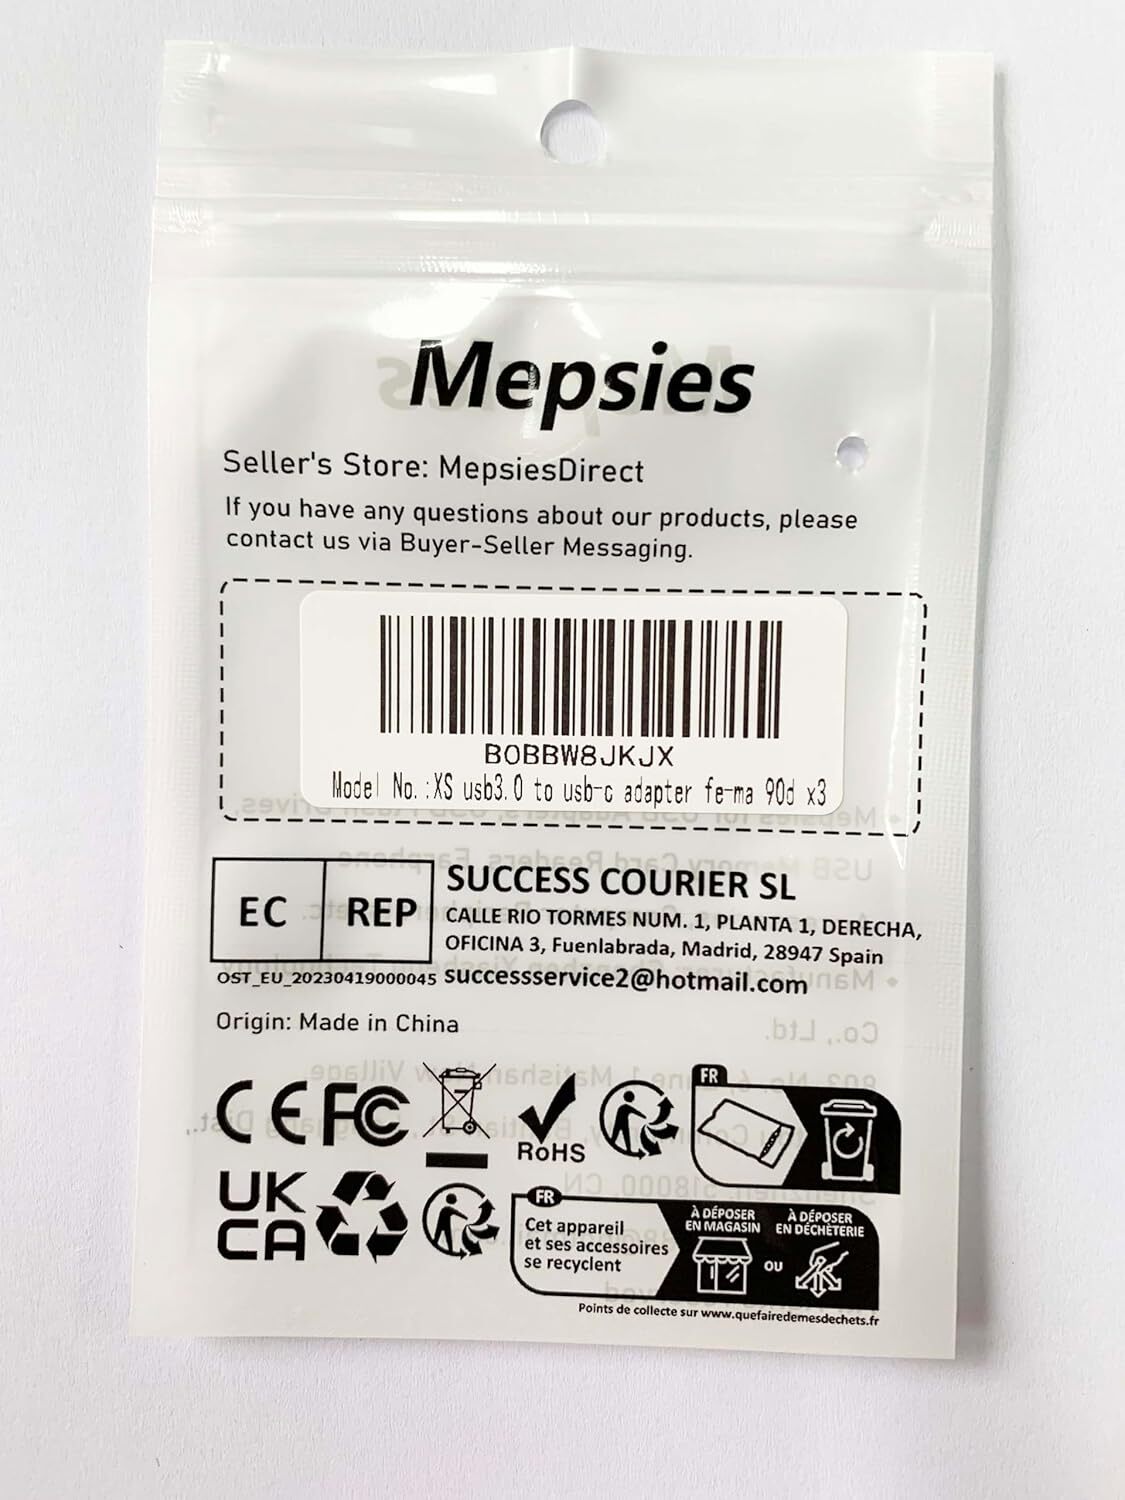 Mepsies
Seller's Store: MepsiesDirect
If you have any questions about our products, please
contact us via Buyer-Seller Messaging.
B0BBW8JKJX
Model No.:XS usb3.0 to usb-c adapter fe-ma 90d x3
EC REP
SUCCESS COURIER SL
CALLE RIO TORMES NUM. 1, PLANTA 1, DERECHA,
OFICINA 3, Fuenlabrada, Madrid, 28947 Spain
OST_EU_20230419000045 successservice2@hotmail.com
Origin: Made in China
CE FC
RoHS
FR
UK
CA
FR
Cet appareil
et ses accessoires
se recyclent
À DÉPOSER
EN MAGASIN
OU
À DÉPOSER
EN DÉCHÈTERIE
Points de collecte sur www.quefairedemesdechets.fr